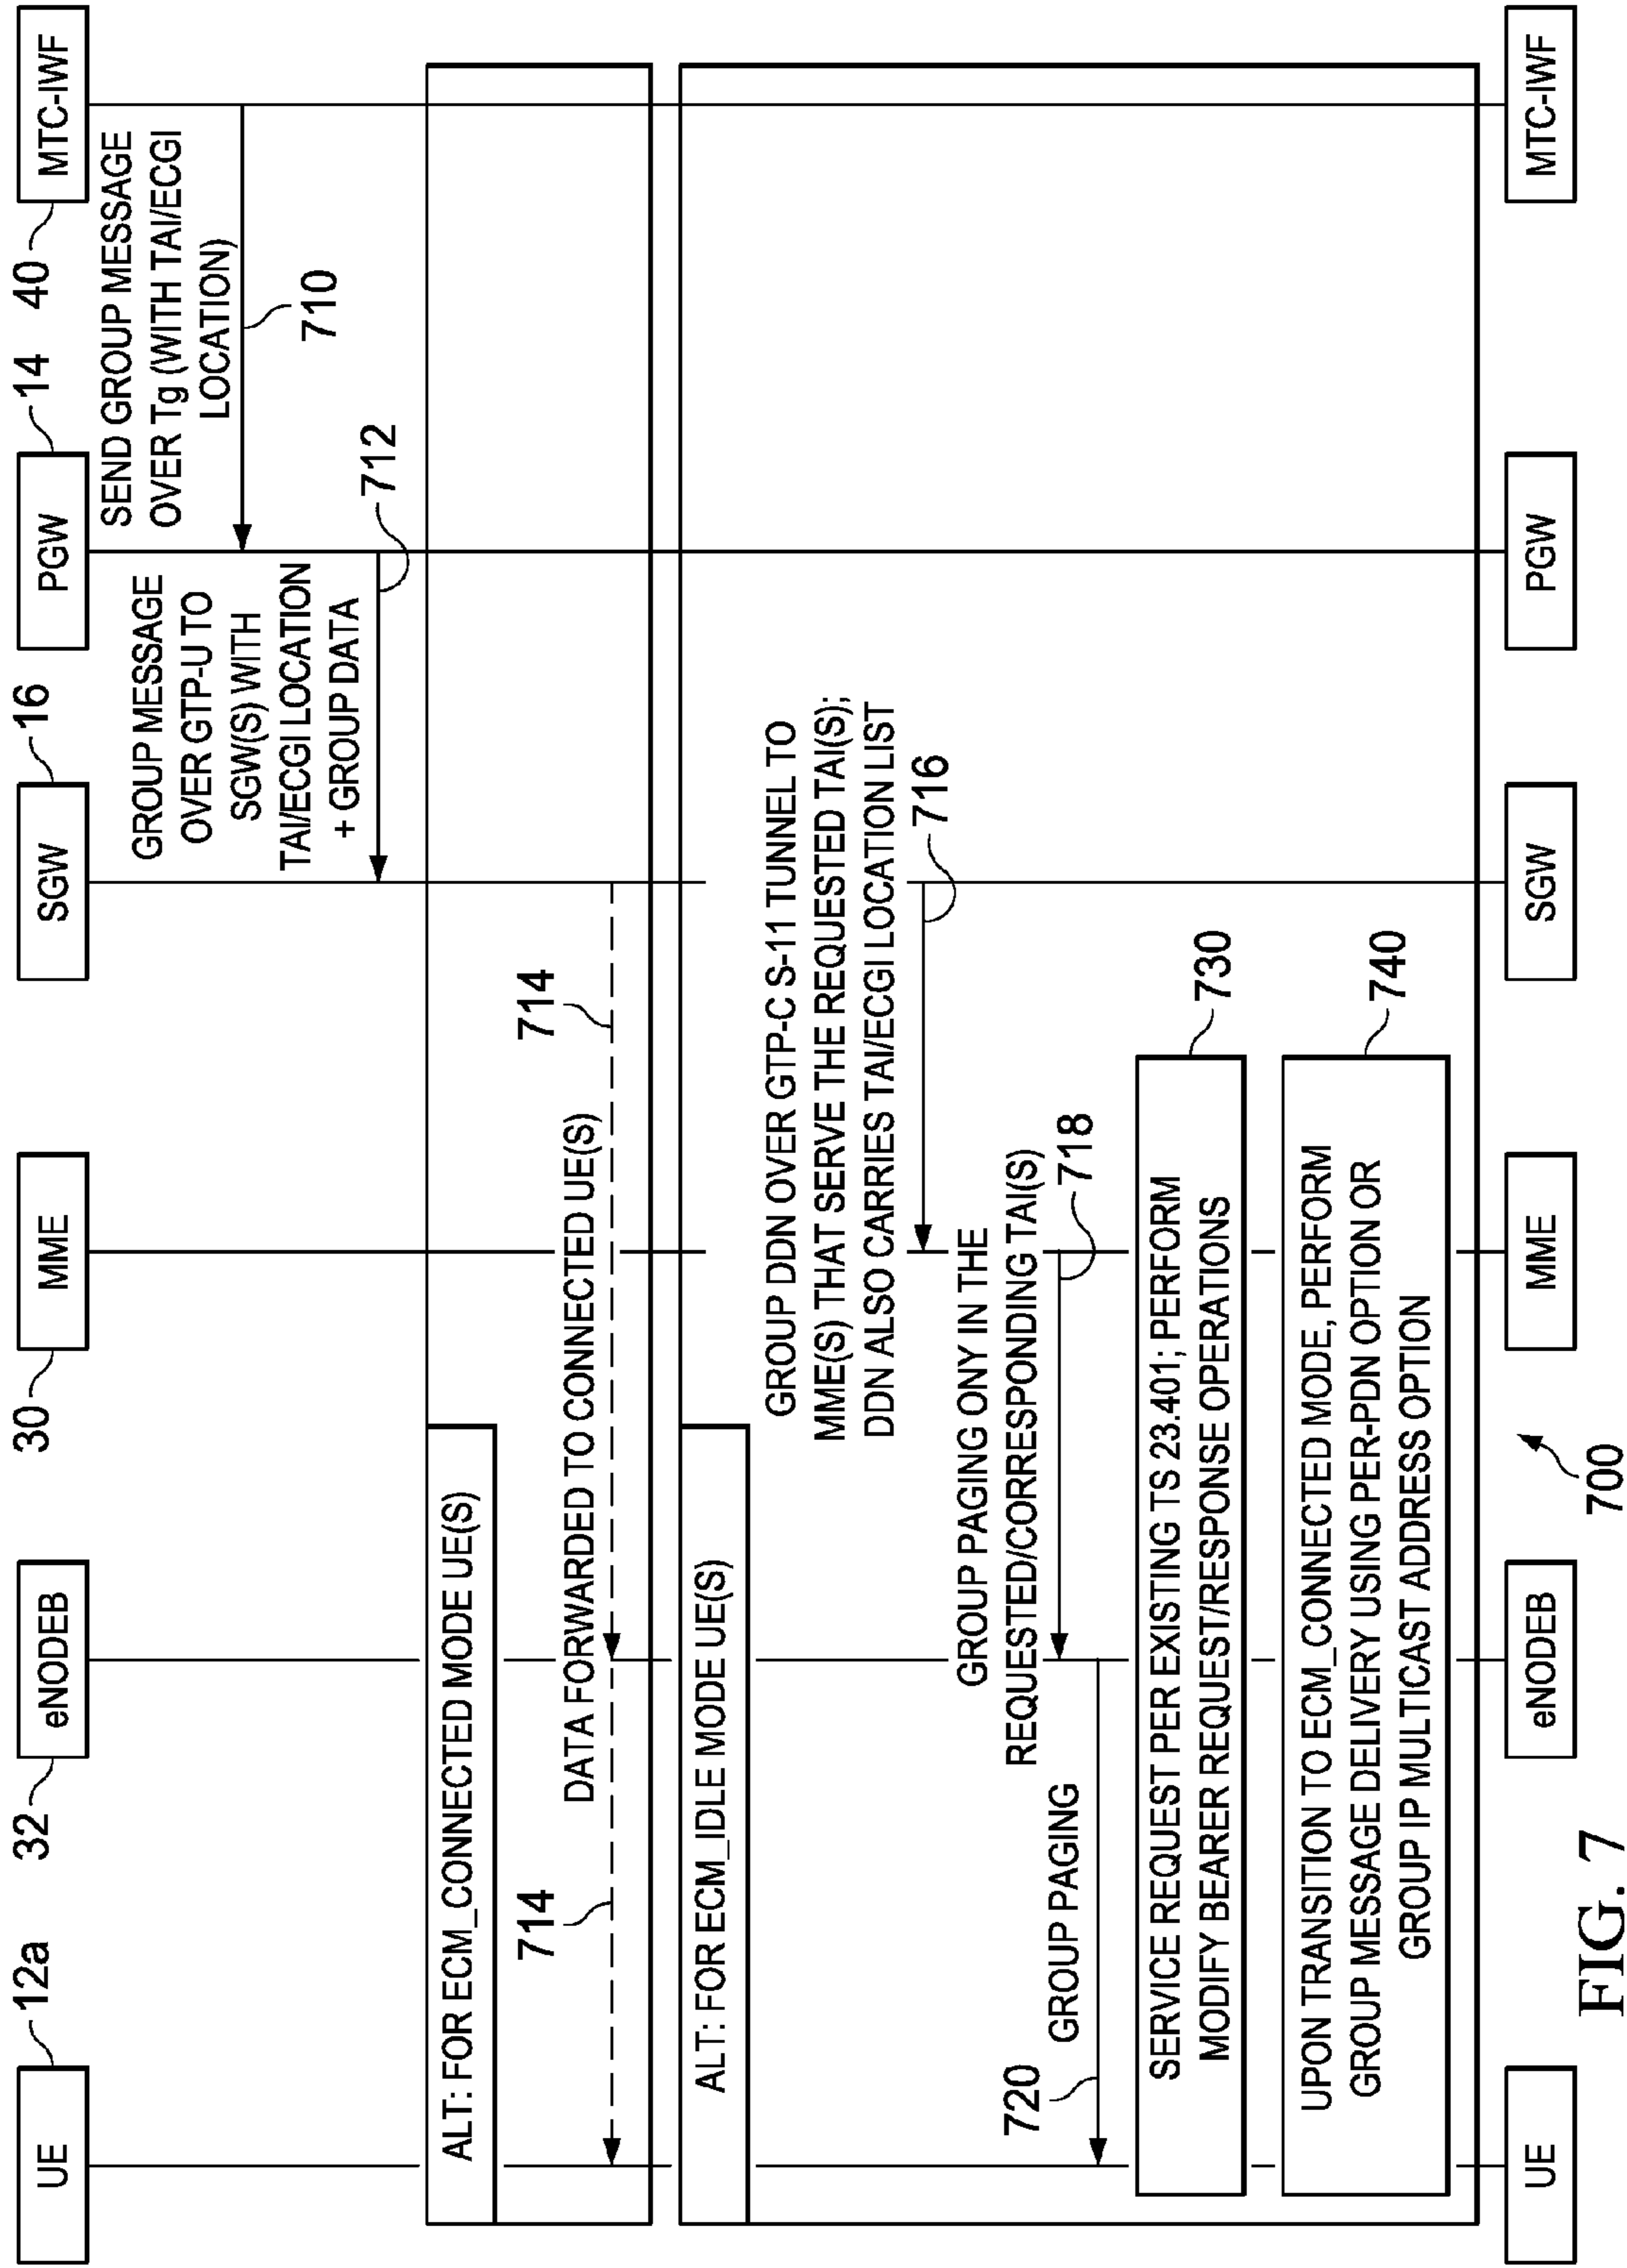 UE
eNODEB
MME
SGW
PGW
MTC-IWF
12a
32
30
16
14
40
SEND GROUP MESSAGE
OVER Tg (WITH TAI/ECGI
LOCATION)
710
GROUP MESSAGE
OVER GTP-U TO
SGW(S) WITH
TAI/ECGI LOCATION
+ GROUP DATA
712
ALT: FOR ECM_CONNECTED MODE UE(S)
714
714
DATA FORWARDED TO CONNECTED UE(S)
ALT: FOR ECM_IDLE MODE UE(S)
GROUP DDN OVER GTP-C S-11 TUNNEL TO
MME(S) THAT SERVE THE REQUESTED TAI(S);
DDN ALSO CARRIES TAI/ECGI LOCATION LIST
716
GROUP PAGING ONY IN THE
REQUESTED/CORRESPONDING TAI(S)
718
720
GROUP PAGING
SERVICE REQUEST PER EXISTING TS 23.401; PERFORM
MODIFY BEARER REQUEST/RESPONSE OPERATIONS
730
UPON TRANSITION TO ECM_CONNECTED MODE, PERFORM
GROUP MESSAGE DELIVERY USING PER-PDN OPTION OR
GROUP IP MULTICAST ADDRESS OPTION
740
UE
eNODEB
MME
SGW
PGW
MTC-IWF
700
FIG. 7